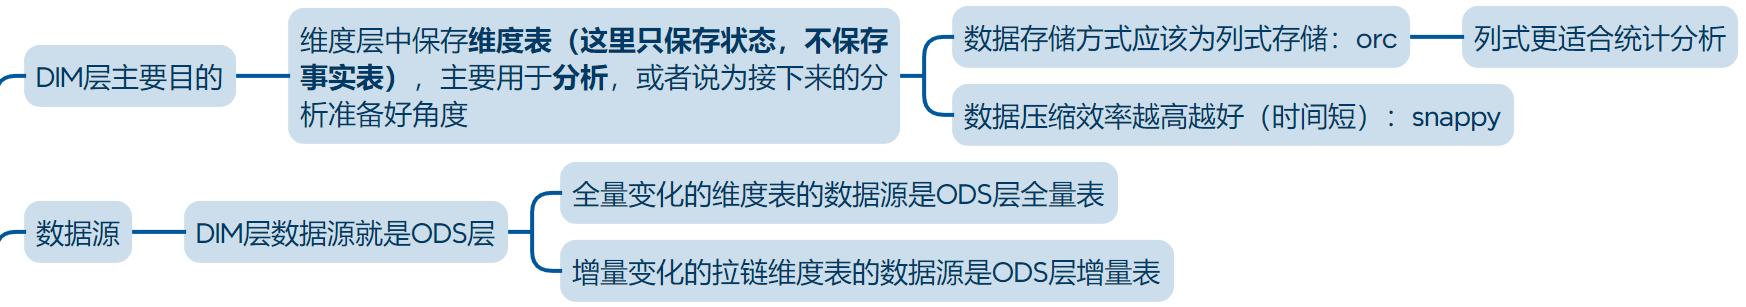 DIM层主要目的
维度层中保存维度表（这里只保存状态，不保存
事实表），主要用于分析，或者说为接下来的分
析准备好角度
数据存储方式应该为列式存储：orc
列式更适合统计分析
数据压缩效率越高越好（时间短）：snappy
数据源
DIM层数据源就是ODS层
全量变化的维度表的数据源是ODS层全量表
增量变化的拉链维度表的数据源是ODS层增量表